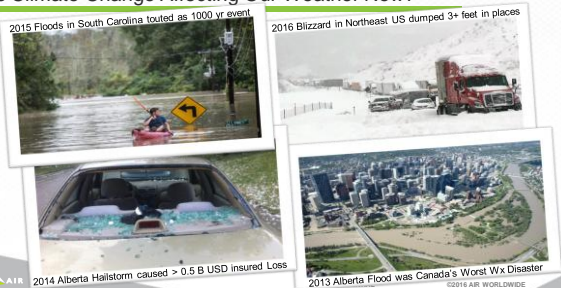 Climate Change Affecting Our Weather Now?
2015 Floods in South Carolina touted as 1000 yr event
2016 Blizzard in Northeast US dumped 3+ feet in places
2014 Alberta Hailstorm caused > 0.5 B USD insured Loss
2013 Alberta Flood was Canada's Worst Wx Disaster
AIR
©2016 AIR WORLDWIDE